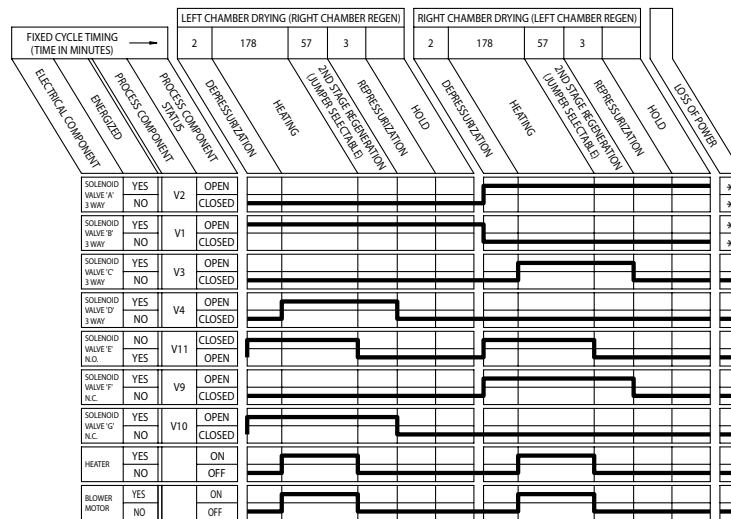 LEFT CHAMBER DRYING (RIGHT CHAMBER REGEN)
RIGHT CHAMBER DRYING (LEFT CHAMBER REGEN)
FIXED CYCLE TIMING
(TIME IN MINUTES)
2 178 57 3
2 178 57 3
ELECTRICAL COMPONENT
ENERGIZED
PROCESS COMPONENT
PROCESS COMPONENT
STATUS
DEPRESSURIZATION
HEATING
2ND STAGE REGENERATION
(JUMPER SELECTABLE)
REPRESSURIZATION
HOLD
DEPRESSURIZATION
HEATING
2ND STAGE REGENERATION
(JUMPER SELECTABLE)
REPRESSURIZATION
HOLD
LOSS OF POWER
SOLENOID
VALVE 'A'
3 WAY
YES
NO
V2
OPEN
CLOSED
*
*
SOLENOID
VALVE 'B'
3 WAY
YES
NO
V1
OPEN
CLOSED
*
*
SOLENOID
VALVE 'C'
3 WAY
YES
NO
V3
OPEN
CLOSED
SOLENOID
VALVE 'D'
3 WAY
YES
NO
V4
OPEN
CLOSED
SOLENOID
VALVE 'E'
N.O.
NO
YES
V11
CLOSED
OPEN
SOLENOID
VALVE 'F'
N.C.
YES
NO
V9
OPEN
CLOSED
SOLENOID
VALVE 'G'
N.C.
YES
NO
V10
OPEN
CLOSED
HEATER
YES
NO
ON
OFF
BLOWER
MOTOR
YES
NO
ON
OFF